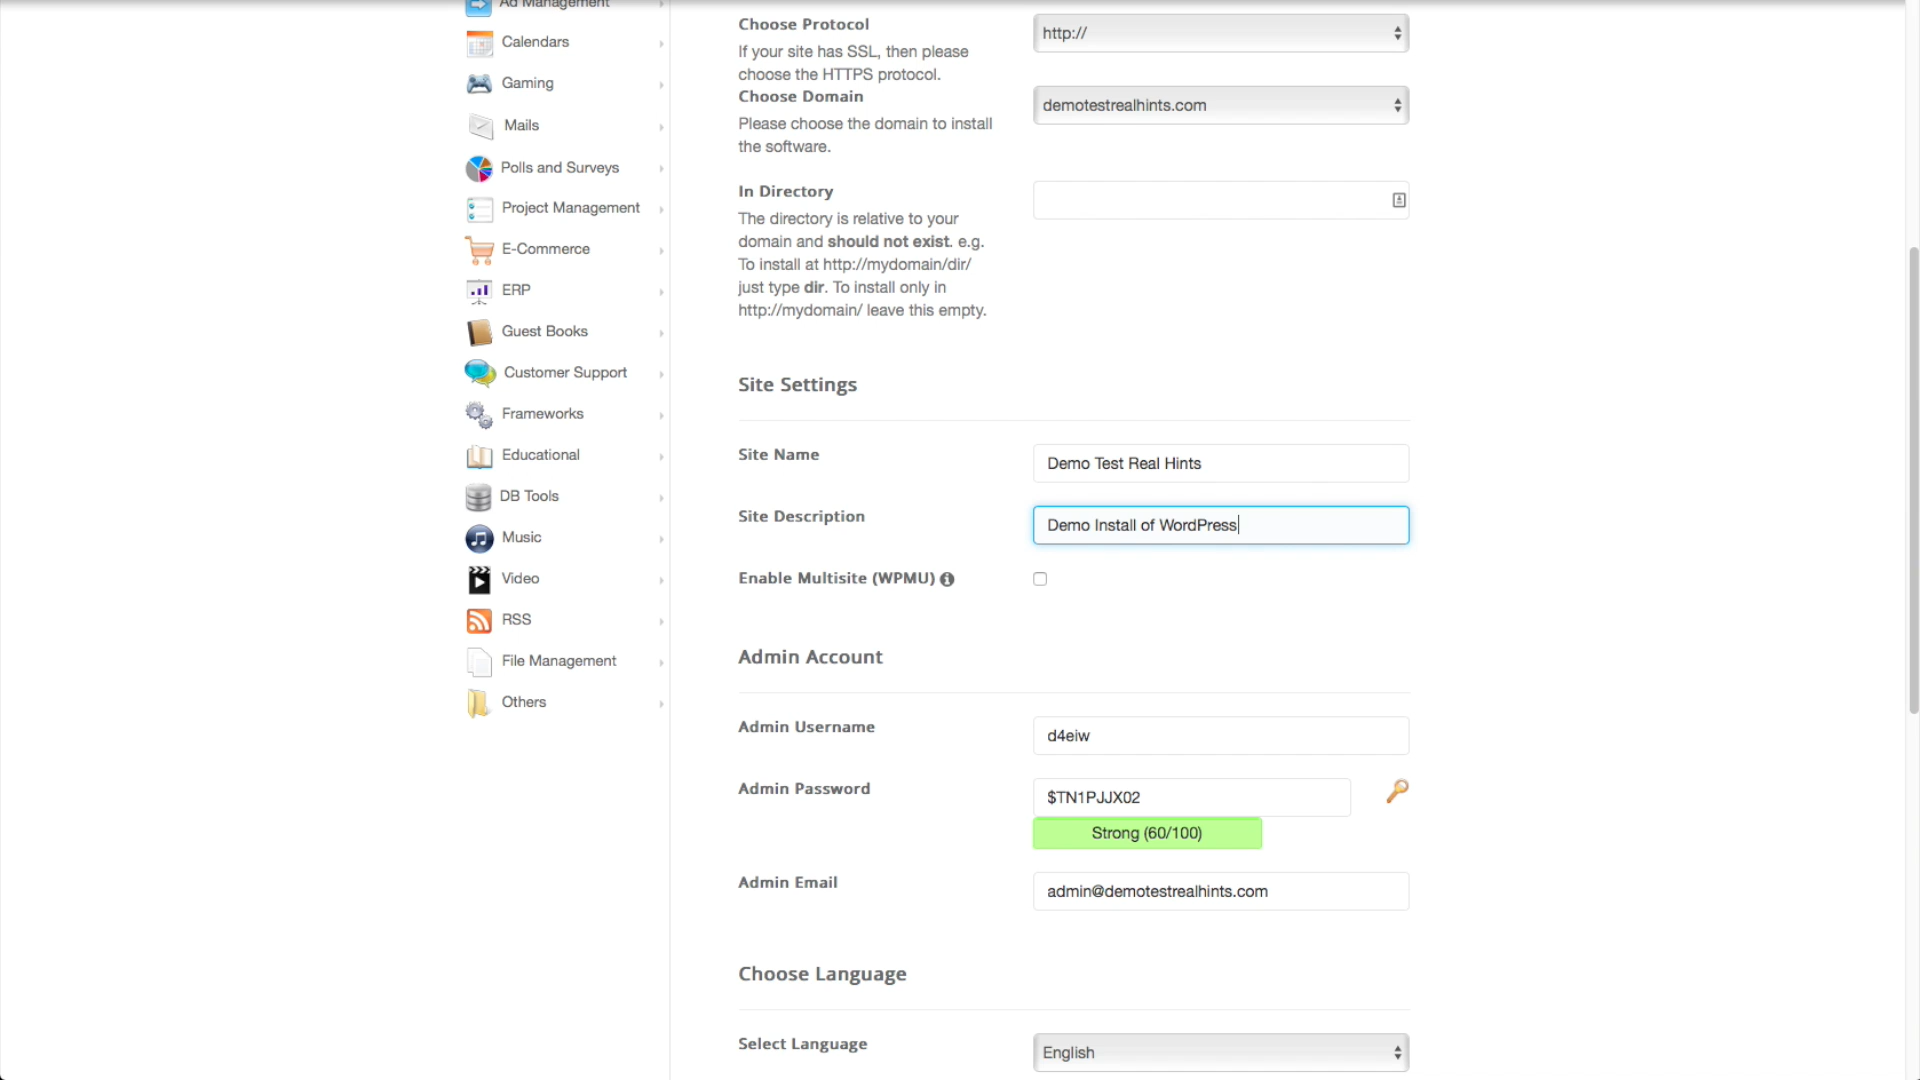 Ad Management
Calendars
Gaming
Mails
Polls and Surveys
Project Management
E-Commerce
ERP
Guest Books
Customer Support
Frameworks
Educational
DB Tools
Music
Video
RSS
File Management
Others
Choose Protocol
If your site has SSL, then please
choose the HTTPS protocol.
http://
Choose Domain
Please choose the domain to install
the software.
demotestrealhints.com
In Directory
The directory is relative to your
domain and should not exist. e.g.
To install at http://mydomain/dir/
just type dir. To install only in
http://mydomain/ leave this empty.
Site Settings
Site Name
Demo Test Real Hints
Site Description
Demo Install of WordPress
Enable Multisite (WPMU)
Admin Account
Admin Username
d4eiw
Admin Password
$TN1PJJX02
Strong (60/100)
Admin Email
admin@demotestrealhints.com
Choose Language
Select Language
English